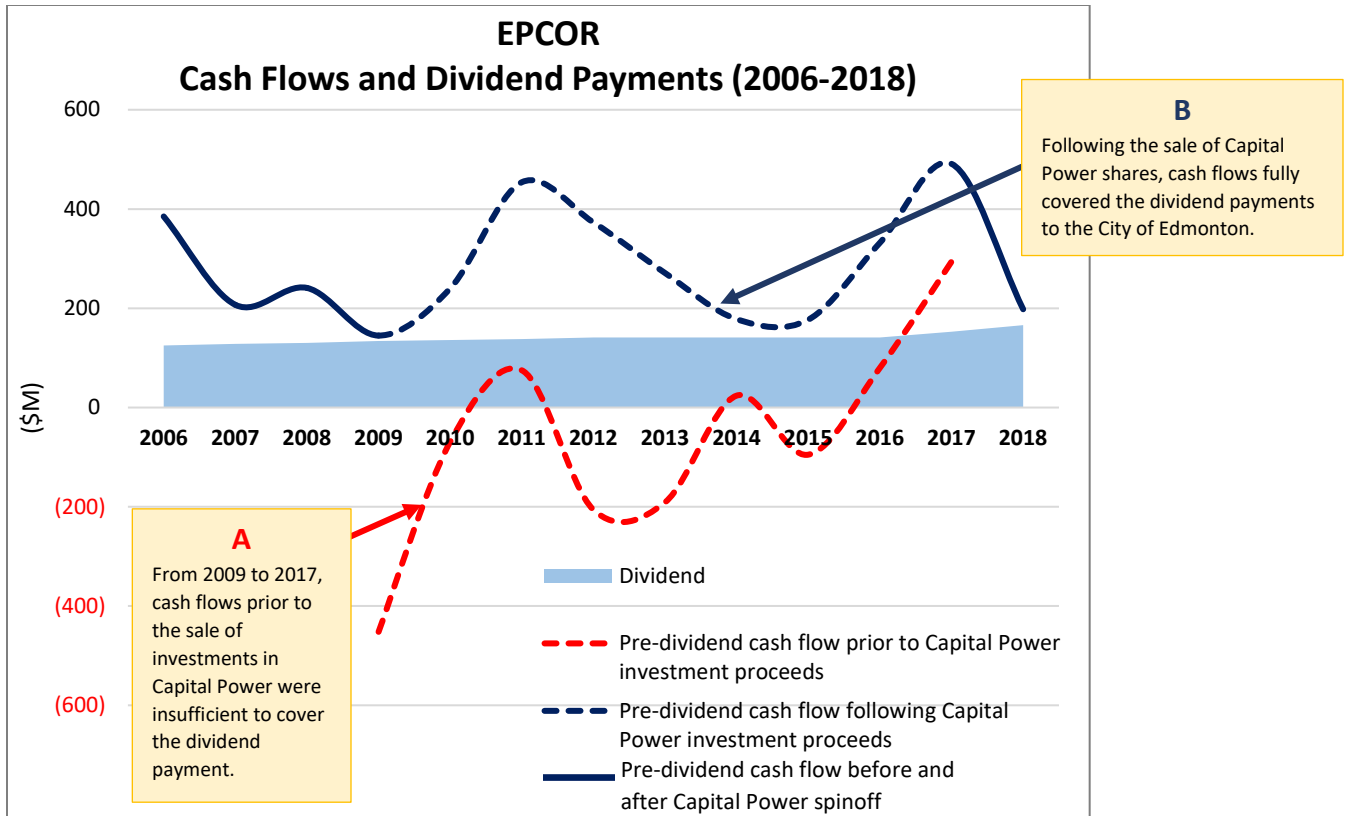 EPCOR
Cash Flows and Dividend Payments (2006-2018)
B
Following the sale of Capital
Power shares, cash flows fully
covered the dividend payments
to the City of Edmonton.
600
400
200
0
(200)
(400)
(600)
($M)
2006 2007 2008 2009 2010 2011 2012 2013 2014 2015 2016 2017 2018
A
From 2009 to 2017,
cash flows prior to
the sale of
investments in
Capital Power were
insufficient to cover
the dividend
payment.
Dividend
Pre-dividend cash flow prior to Capital Power
investment proceeds
Pre-dividend cash flow following Capital
Power investment proceeds
Pre-dividend cash flow before and
after Capital Power spinoff